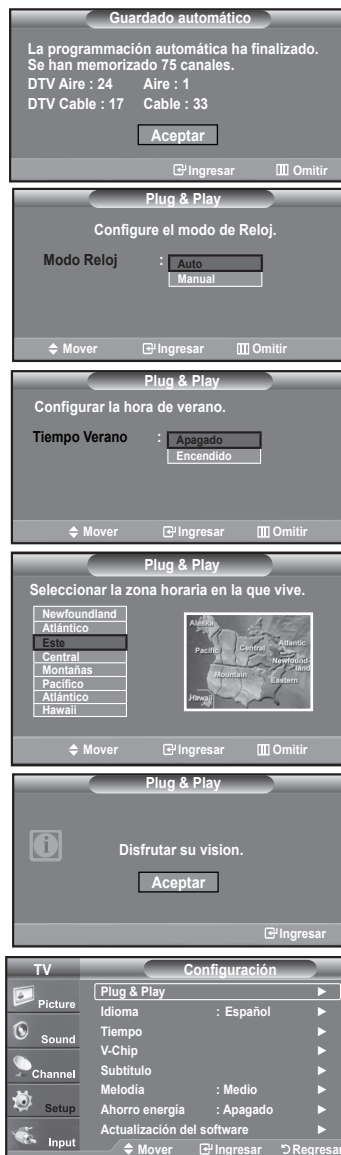 Guardado automático
La programmación automática ha finalizado.
Se han memorizado 75 canales.
DTV Aire : 24 Aire : 1
DTV Cable : 17 Cable : 33
Aceptar
Ingresar Omitir
Plug & Play
Configure el modo de Reloj.
Modo Reloj : Auto
Manual
Mover Ingresar Omitir
Plug & Play
Configurar la hora de verano.
Tiempo Verano : Apagado
Encendido
Mover Ingresar Omitir
Plug & Play
Seleccionar la zona horaria en la que vive.
Newfoundland
Atlántico
Este
Central
Montañas
Pacífico
Atlántico
Hawaii
Alaska
Pacific
Central
Atlantic
Newfound-
land
Mountain
Eastern
Hawaii
Mover Ingresar Omitir
Plug & Play
Disfrutar su vision.
Aceptar
Ingresar
TV
Configuración
Picture
Sound
Channel
Setup
Input
Plug & Play
Idioma : Español
Tiempo
V-Chip
Subtitulo
Melodía : Medio
Ahorro energía : Apagado
Actualización del software
Mover Ingresar Regresar